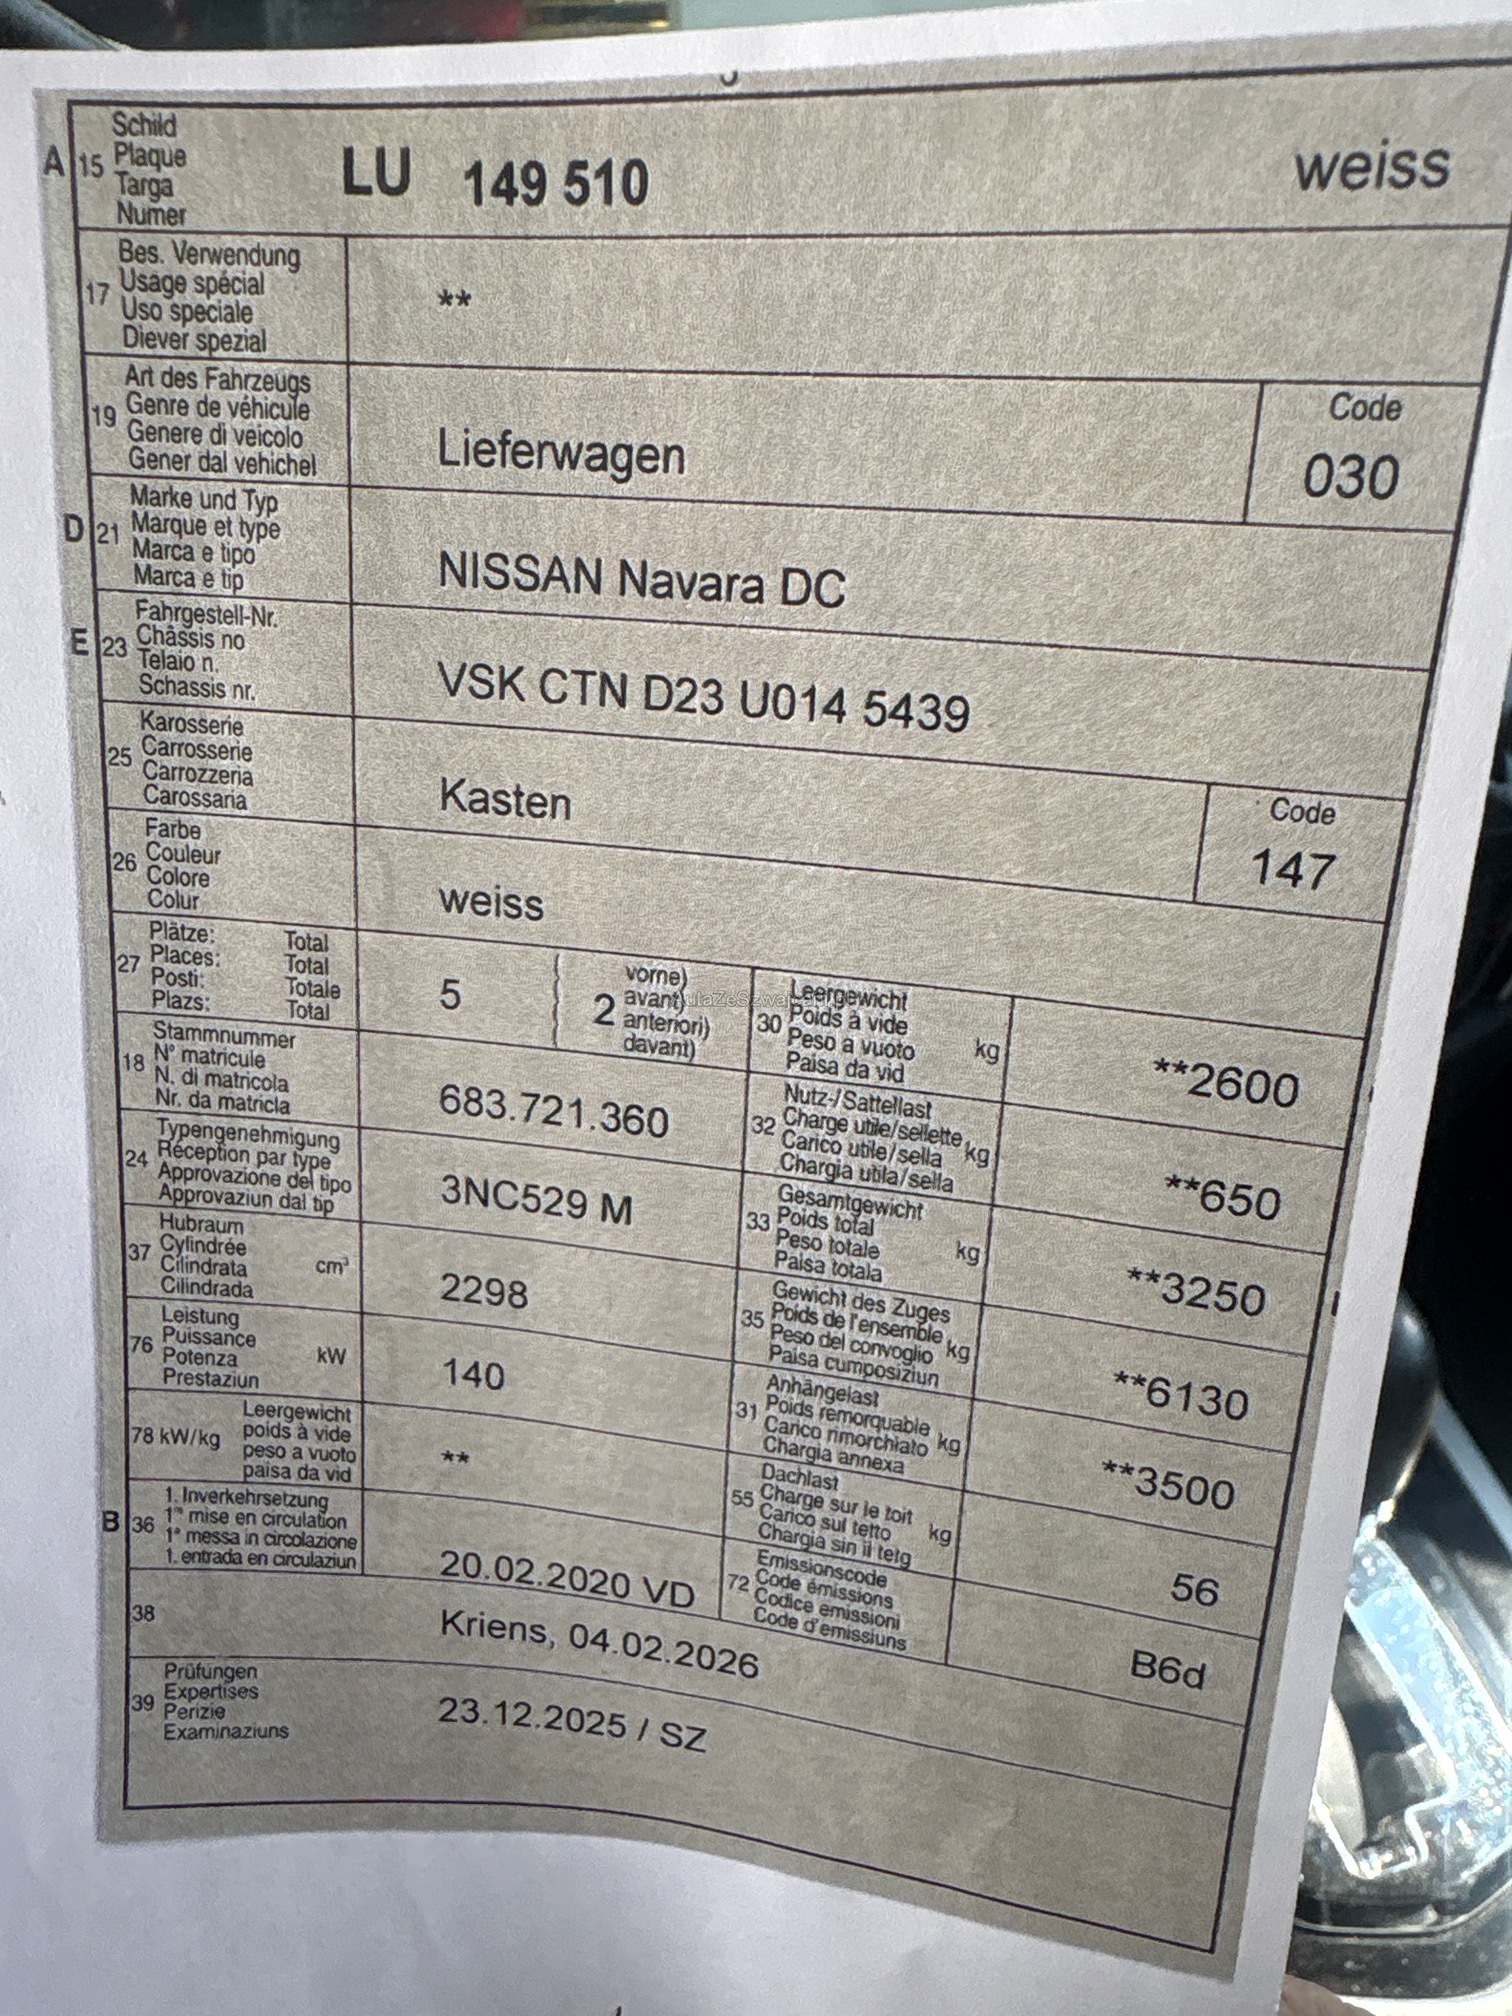 A 15 Schild
Plaque
Targa
Numer
LU 149 510 weiss
17 Bes. Verwendung
Usage spécial
Uso speciale
Diever spezial
**
19 Art des Fahrzeugs
Genre de véhicule
Genere di veicolo
Gener dal vehichel
Lieferwagen
Code
030
D 21 Marke und Typ
Marque et type
Marca e tipo
Marca e tip
NISSAN Navara DC
E 23 Fahrgestell-Nr.
Châssis no
Telaio n.
Schassis nr.
VSK CTN D23 U014 5439
25 Karosserie
Carrosserie
Carrozzeria
Carossaria
Kasten
Code
147
26 Farbe
Couleur
Colore
Colur
weiss
27 Plätze: Total
Places: Total
Posti: Totale
Plazs: Total
5
2 vorne)
avant)
anteriori)
davant)
30 Leergewicht
Poids à vide
Peso a vuoto kg
Paisa da vid
**2600
18 Stammnummer
N° matricule
N. di matricola
Nr. da matricla
683.721.360
32 Nutz-/Sattellast
Charge utile/sellette kg
Carico utile/sella
Chargia utila/sella
**650
24 Typengenehmigung
Réception par type
Approvazione del tipo
Approvaziun dal tip
3NC529 M
33 Gesamtgewicht
Poids total
Peso totale kg
Paisa totala
**3250
37 Hubraum
Cylindrée
Cilindrata cm³
Cilindrada
2298
35 Gewicht des Zuges
Poids de l'ensemble
Peso del convoglio kg
Paisa cumposiziun
**6130
76 Leistung
Puissance
Potenza kW
Prestaziun
140
31 Anhängelast
Poids remorquable
Carico rimorchiato kg
Chargia annexa
**3500
78 kW/kg Leergewicht
poids à vide
peso a vuoto
paisa da vid
**
55 Dachlast
Charge sur le toit
Carico sul tetto kg
Chargia sin il tetg
56
B 36 1. Inverkehrsetzung
1re mise en circulation
1a messa in circolazione
1. entrada en circulaziun
20.02.2020 VD
72 Emissionscode
Code émissions
Codice emissioni
Code d'emissiuns
B6d
38 Kriens, 04.02.2026
39 Prüfungen
Expertises
Perizie
Examinaziuns
23.12.2025 / SZ